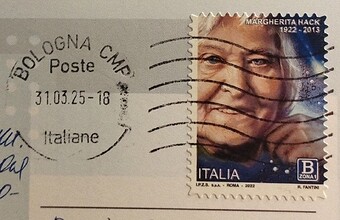 BOLOGNA CMP
Poste
31.03.25-18
Italiane
MARGHERITA HACK
1922 - 2013
ITALIA
B
ZONA 1
I.P.Z.S. S.p.A. - ROMA - 2022
R. FANTINI